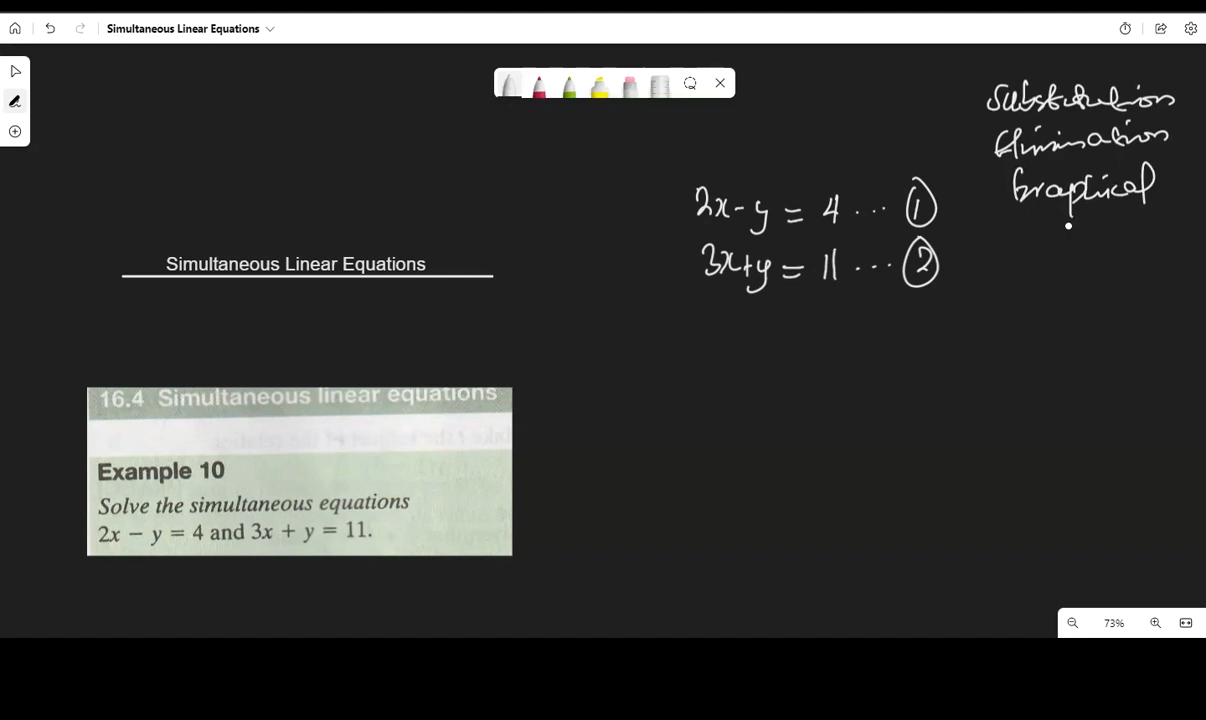 Simultaneous Linear Equations
Substitution
Elimination
Graphical
2x - y = 4 ... ①
3x + y = 11 ... ②
Simultaneous Linear Equations
16.4 Simultaneous linear equations
Example 10
Solve the simultaneous equations
2x − y = 4 and 3x + y = 11.
73%